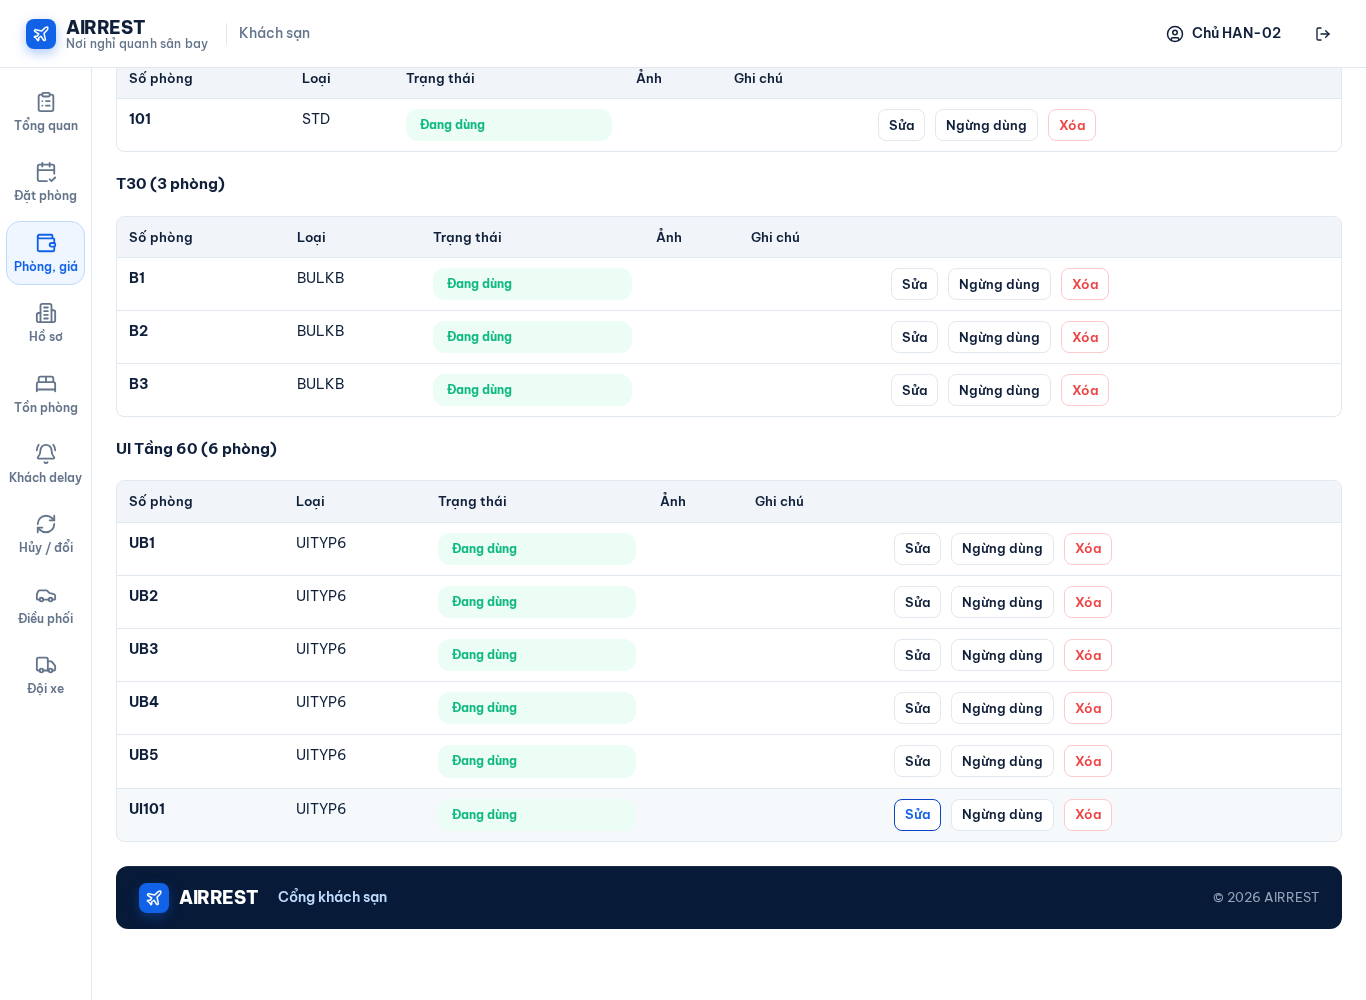 AIRREST
Nơi nghỉ quanh sân bay
Khách sạn
Chủ HAN-02
Tổng quan
Đặt phòng
Phòng, giá
Hồ sơ
Tồn phòng
Khách delay
Hủy / đổi
Điều phối
Đội xe
Số phòng Loại Trạng thái Ảnh Ghi chú
101 STD Đang dùng Sửa Ngừng dùng Xóa
T30 (3 phòng)
Số phòng Loại Trạng thái Ảnh Ghi chú
B1 BULKB Đang dùng Sửa Ngừng dùng Xóa
B2 BULKB Đang dùng Sửa Ngừng dùng Xóa
B3 BULKB Đang dùng Sửa Ngừng dùng Xóa
UI Tầng 60 (6 phòng)
Số phòng Loại Trạng thái Ảnh Ghi chú
UB1 UITYP6 Đang dùng Sửa Ngừng dùng Xóa
UB2 UITYP6 Đang dùng Sửa Ngừng dùng Xóa
UB3 UITYP6 Đang dùng Sửa Ngừng dùng Xóa
UB4 UITYP6 Đang dùng Sửa Ngừng dùng Xóa
UB5 UITYP6 Đang dùng Sửa Ngừng dùng Xóa
UI101 UITYP6 Đang dùng Sửa Ngừng dùng Xóa
AIRREST Cổng khách sạn © 2026 AIRREST